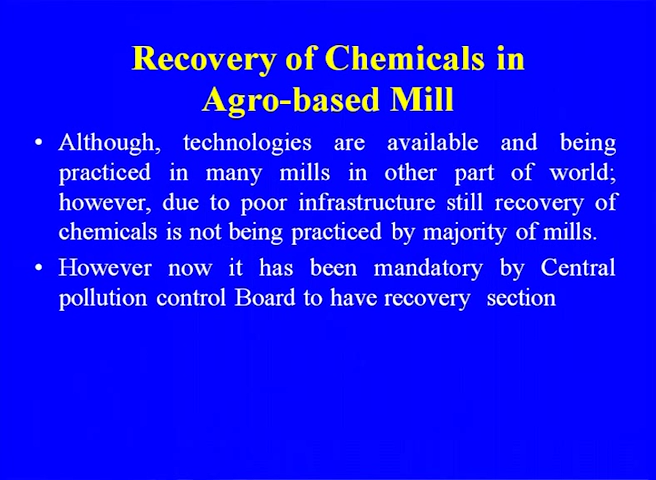 Recovery of Chemicals in
Agro-based Mill
• Although, technologies are available and being
practiced in many mills in other part of world;
however, due to poor infrastructure still recovery of
chemicals is not being practiced by majority of mills.
• However now it has been mandatory by Central
pollution control Board to have recovery section